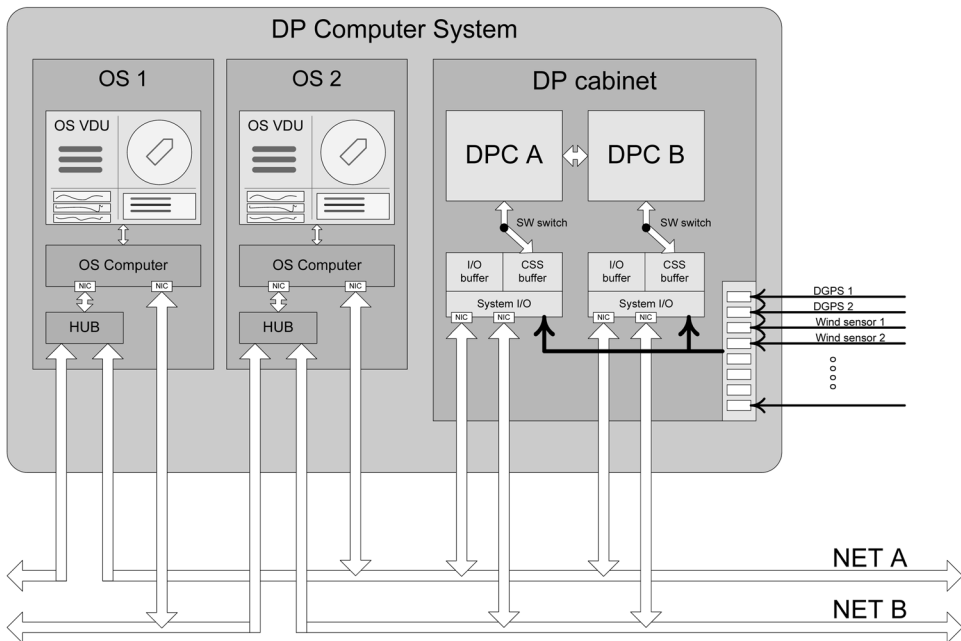 DP Computer System
OS 1
OS VDU
OS Computer
NIC
NIC
HUB
OS 2
OS VDU
OS Computer
NIC
NIC
HUB
DP cabinet
DPC A
DPC B
SW switch
SW switch
I/O
buffer
CSS
buffer
System I/O
NIC
NIC
I/O
buffer
CSS
buffer
System I/O
NIC
NIC
DGPS 1
DGPS 2
Wind sensor 1
Wind sensor 2
NET A
NET B